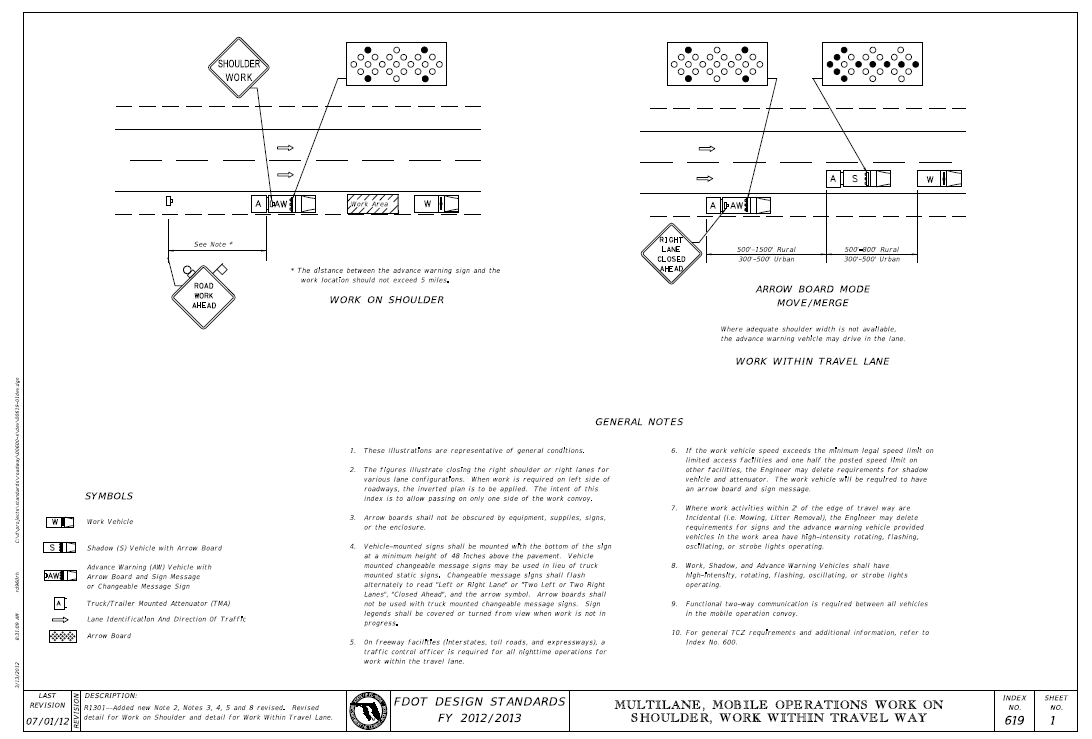 SHOULDER
WORK
A
AW
Work Area
W
See Note *
ROAD
WORK
AHEAD
* The distance between the advance warning sign and the
work location should not exceed 5 miles.
WORK ON SHOULDER
A
S
W
A
AW
RIGHT
LANE
CLOSED
AHEAD
500'-1500' Rural
300'-500' Urban
500'-800' Rural
300'-500' Urban
ARROW BOARD MODE
MOVE/MERGE
Where adequate shoulder width is not available,
the advance warning vehicle may drive in the lane.
WORK WITHIN TRAVEL LANE
GENERAL NOTES
1. These illustrations are representative of general conditions.
2. The figures illustrate closing the right shoulder or right lanes for
various lane configurations. When work is required on left side of
roadways, the inverted plan is to be applied. The intent of this
index is to allow passing on only one side of the work convoy.
3. Arrow boards shall not be obscured by equipment, supplies, signs,
or the enclosure.
4. Vehicle-mounted signs shall be mounted with the bottom of the sign
at a minimum height of 48 inches above the pavement. Vehicle
mounted changeable message signs may be used in lieu of truck
mounted static signs. Changeable message signs shall flash
alternately to read "Left or Right Lane" or "Two Left or Two Right
Lanes", "Closed Ahead", and the arrow symbol. Arrow boards shall
not be used with truck mounted changeable message signs. Sign
legends shall be covered or turned from view when work is not in
progress.
5. On freeway facilities (Interstates, toll roads, and expressways), a
traffic control officer is required for all nighttime operations for
work within the travel lane.
6. If the work vehicle speed exceeds the minimum legal speed limit on
limited access facilities and one half the posted speed limit on
other facilities, the Engineer may delete requirements for shadow
vehicle and attenuator. The work vehicle will be required to have
an arrow board and sign message.
7. Where work activities within 2' of the edge of travel way are
Incidental (i.e. Mowing, Litter Removal), the Engineer may delete
requirements for signs and the advance warning vehicle provided
vehicles in the work area have high-intensity rotating, flashing,
oscillating, or strobe lights operating.
8. Work, Shadow, and Advance Warning Vehicles shall have
high-intensity, rotating, flashing, oscillating, or strobe lights
operating.
9. Functional two-way communication is required between all vehicles
in the mobile operation convoy.
10. For general TCZ requirements and additional information, refer to
Index No. 600.
SYMBOLS
W Work Vehicle
S Shadow (S) Vehicle with Arrow Board
AW Advance Warning (AW) Vehicle with
Arrow Board and Sign Message
or Changeable Message Sign
A Truck/Trailer Mounted Attenuator (TMA)
Lane Identification And Direction Of Traffic
Arrow Board
LAST
REVISION
07/01/12
REVISION
DESCRIPTION:
R1301--Added new Note 2, Notes 3, 4, 5 and 8 revised. Revised
detail for Work on Shoulder and detail for Work Within Travel Lane.
FDOT DESIGN STANDARDS
FY 2012/2013
MULTILANE, MOBILE OPERATIONS WORK ON
SHOULDER, WORK WITHIN TRAVEL WAY
INDEX
NO.
619
SHEET
NO.
1